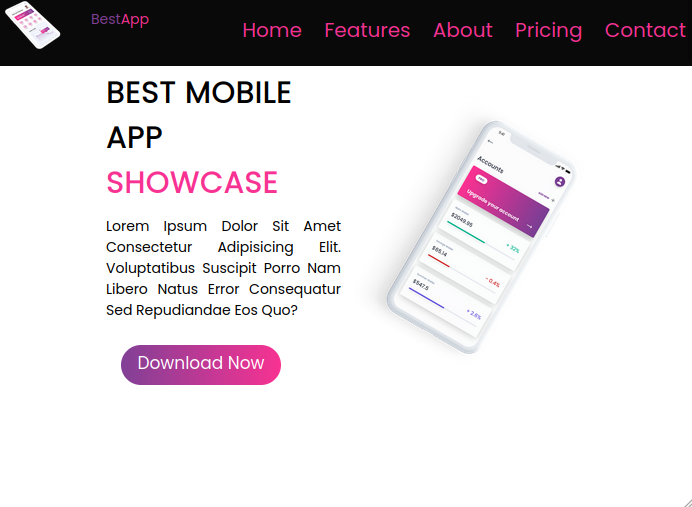 BestApp
Home Features About Pricing Contact
BEST MOBILE
APP
SHOWCASE
Lorem Ipsum Dolor Sit Amet
Consectetur Adipisicing Elit.
Voluptatibus Suscipit Porro Nam
Libero Natus Error Consequatur
Sed Repudiandae Eos Quo?
Download Now
Accounts
Upgrade your account
$2049.95
+ 32%
$85.14
- 0.4%
$547.5
+ 2.8%